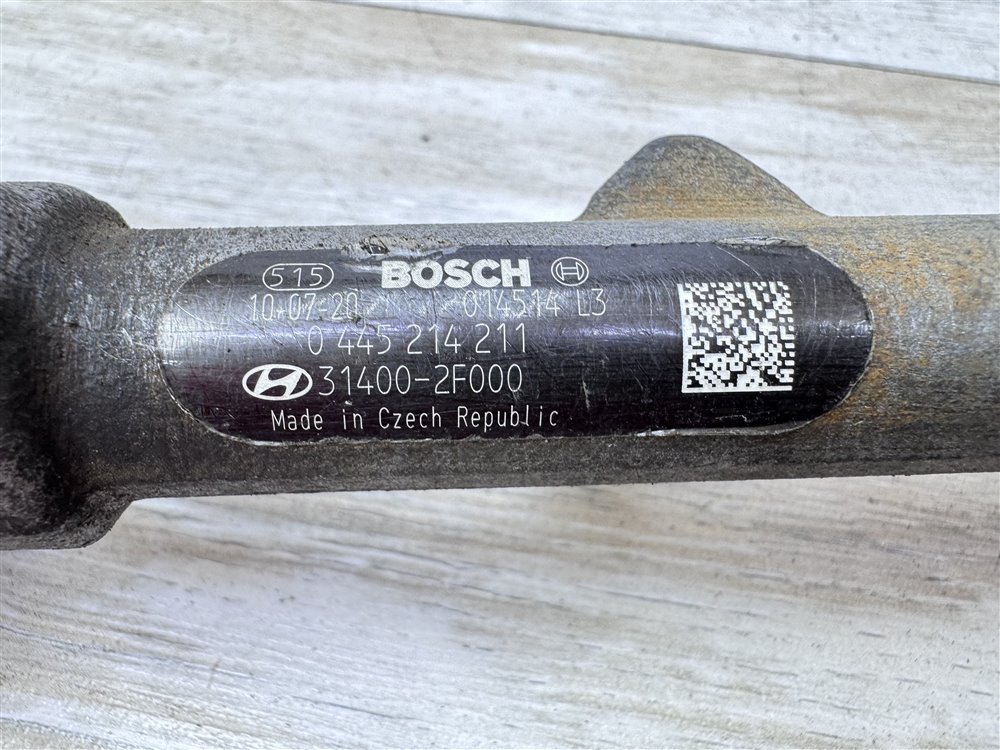 515 BOSCH
10-07-20 014514 L3
0 445 214 211
31400-2F000
Made in Czech Republic